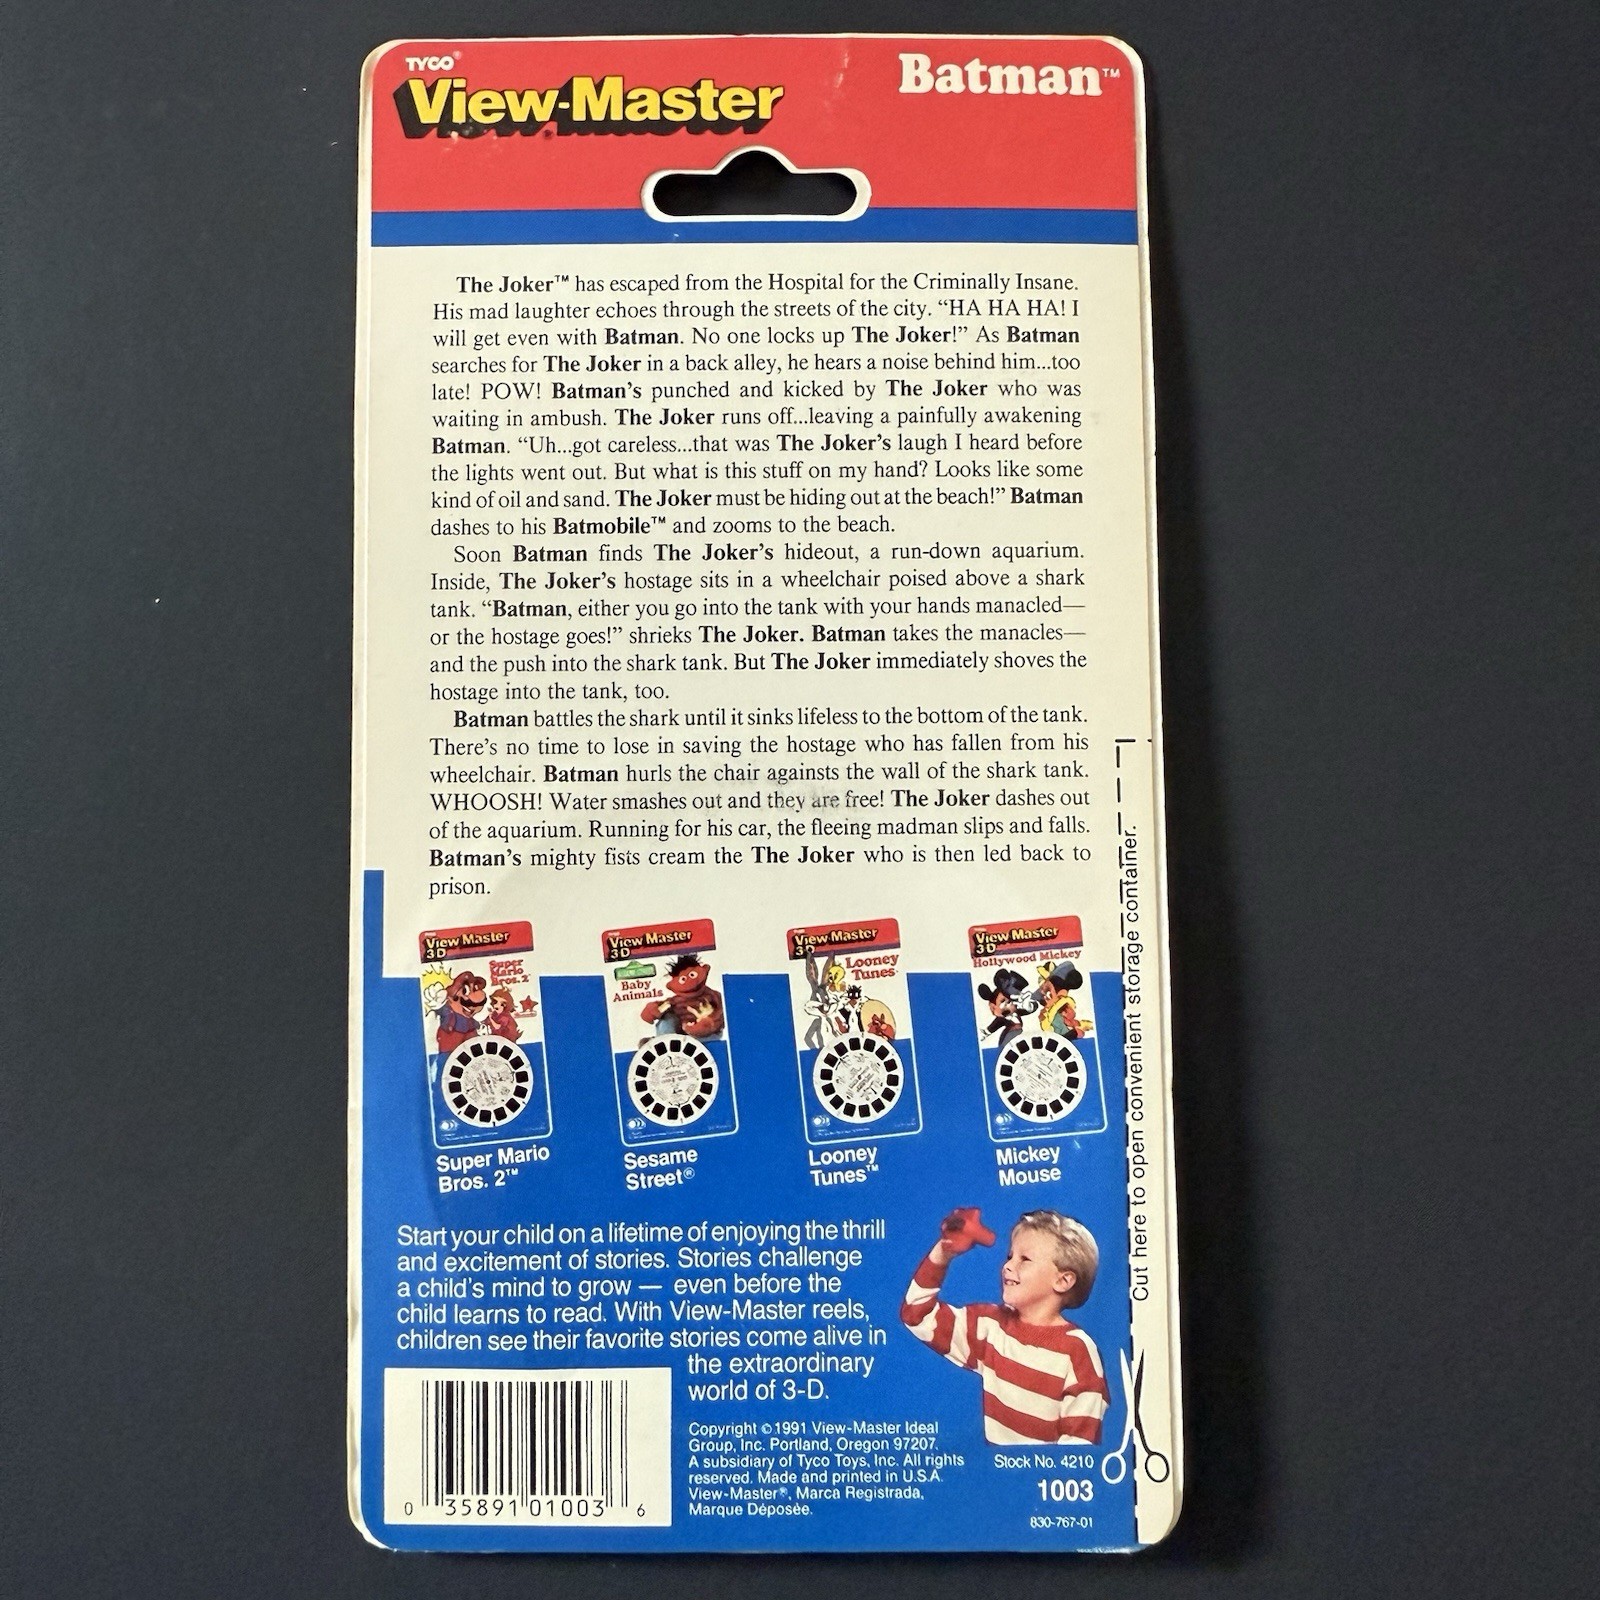 TYCO®
View-Master
Batman™
The Joker™ has escaped from the Hospital for the Criminally Insane.
His mad laughter echoes through the streets of the city. “HA HA HA! I
will get even with Batman. No one locks up The Joker!” As Batman
searches for The Joker in a back alley, he hears a noise behind him...too
late! POW! Batman’s punched and kicked by The Joker who was
waiting in ambush. The Joker runs off...leaving a painfully awakening
Batman. “Uh...got careless...that was The Joker’s laugh I heard before
the lights went out. But what is this stuff on my hand? Looks like some
kind of oil and sand. The Joker must be hiding out at the beach!” Batman
dashes to his Batmobile™ and zooms to the beach.
Soon Batman finds The Joker’s hideout, a run-down aquarium.
Inside, The Joker’s hostage sits in a wheelchair poised above a shark
tank. “Batman, either you go into the tank with your hands manacled—
or the hostage goes!” shrieks The Joker. Batman takes the manacles—
and the push into the shark tank. But The Joker immediately shoves the
hostage into the tank, too.
Batman battles the shark until it sinks lifeless to the bottom of the tank.
There’s no time to lose in saving the hostage who has fallen from his
wheelchair. Batman hurls the chair againsts the wall of the shark tank.
WHOOSH! Water smashes out and they are free! The Joker dashes out
of the aquarium. Running for his car, the fleeing madman slips and falls.
Batman’s mighty fists cream the The Joker who is then led back to
prison.
Cut here to open convenient storage container.
View Master
3D
Super
Mario
Bros. 2
View Master
3D
Baby
Animals
View Master
3D
Looney
Tunes
View Master
3D
Hollywood Mickey
Super Mario
Bros. 2™
Sesame
Street®
Looney
Tunes™
Mickey
Mouse
Start your child on a lifetime of enjoying the thrill
and excitement of stories. Stories challenge
a child’s mind to grow — even before the
child learns to read. With View-Master reels,
children see their favorite stories come alive in
the extraordinary
world of 3-D.
Copyright ©1991 View-Master Ideal
Group, Inc. Portland, Oregon 97207.
A subsidiary of Tyco Toys, Inc. All rights
reserved. Made and printed in U.S.A.
View-Master®, Marca Registrada,
Marque Déposèe.
Stock No. 4210
1003
830-767-01
0 35891 01003 6